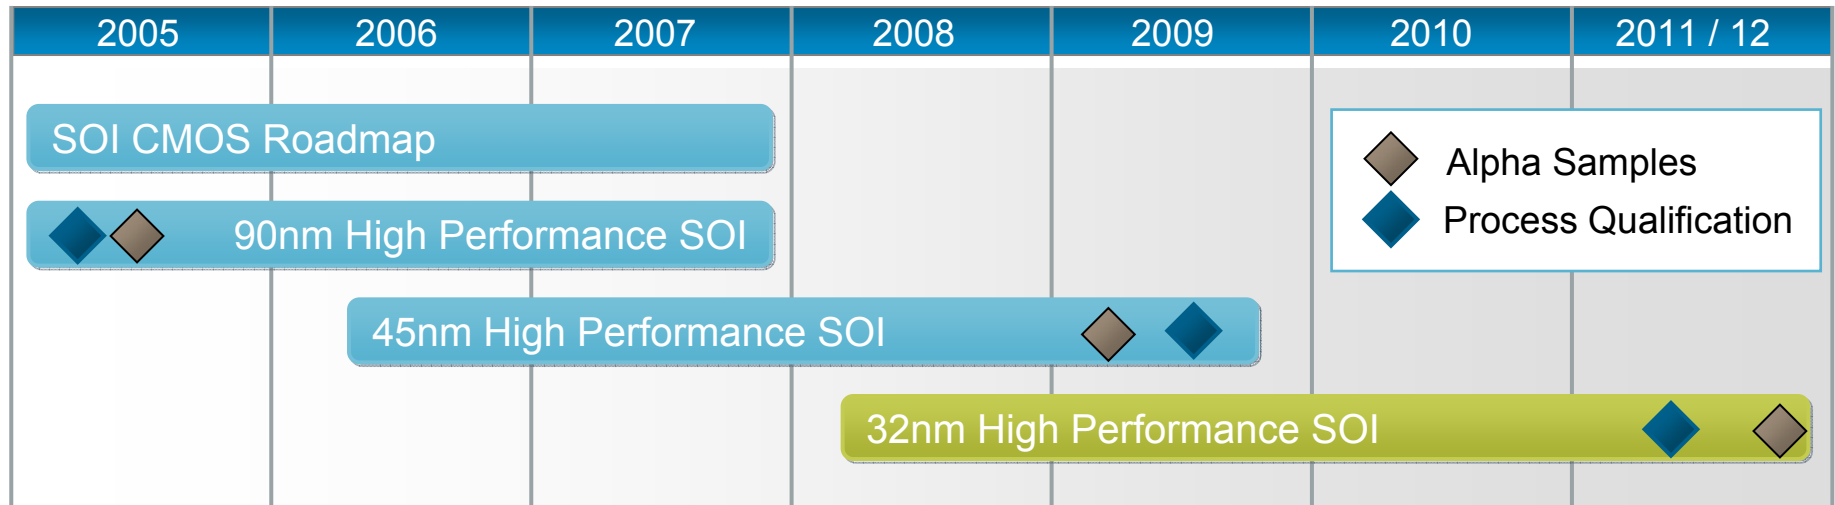 2005 2006 2007 2008 2009 2010 2011 / 12
SOI CMOS Roadmap
Alpha Samples
Process Qualification
90nm High Performance SOI
45nm High Performance SOI
32nm High Performance SOI